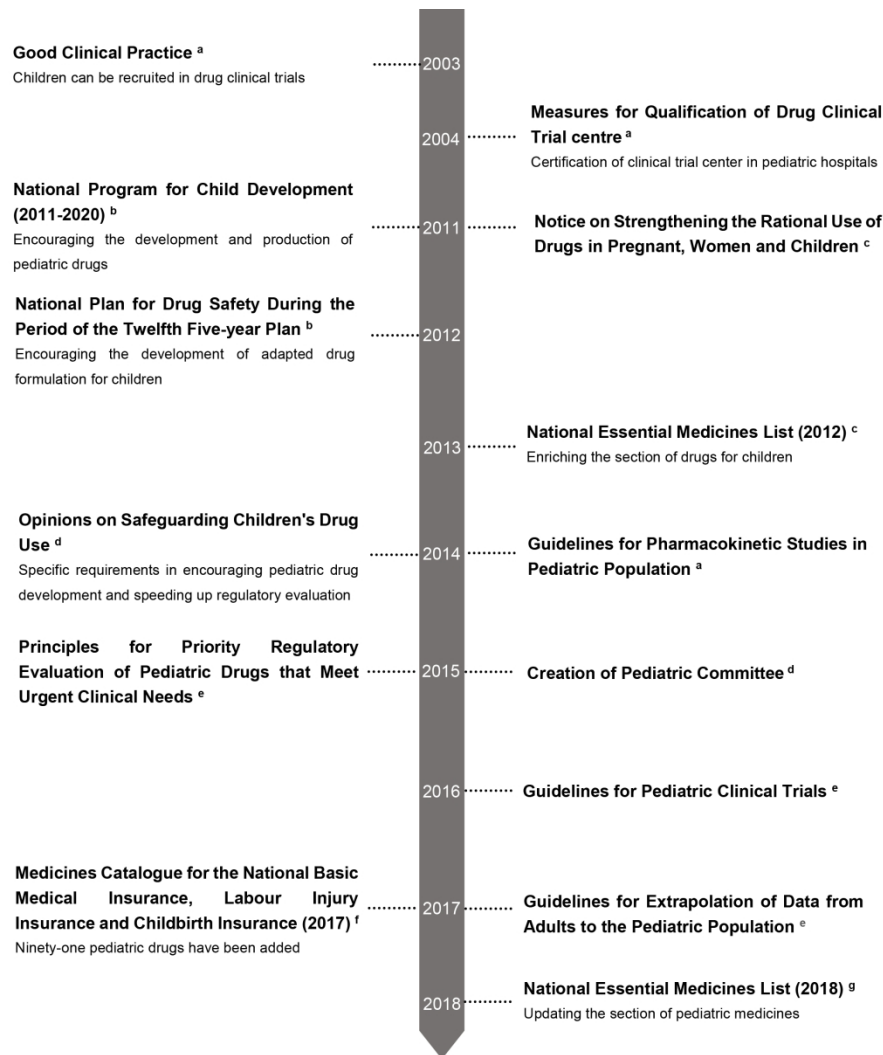 Good Clinical Practice a
Children can be recruited in drug clinical trials
2003
Measures for Qualification of Drug Clinical
Trial centre a
Certification of clinical trial center in pediatric hospitals
2004
National Program for Child Development
(2011-2020) b
Encouraging the development and production of
pediatric drugs
2011
Notice on Strengthening the Rational Use of
Drugs in Pregnant, Women and Children c
National Plan for Drug Safety During the
Period of the Twelfth Five-year Plan b
Encouraging the development of adapted drug
formulation for children
2012
2013
National Essential Medicines List (2012) c
Enriching the section of drugs for children
Opinions on Safeguarding Children's Drug
Use d
Specific requirements in encouraging pediatric drug
development and speeding up regulatory evaluation
2014
Guidelines for Pharmacokinetic Studies in
Pediatric Population a
Principles for Priority Regulatory
Evaluation of Pediatric Drugs that Meet
Urgent Clinical Needs e
2015
Creation of Pediatric Committee d
2016
Guidelines for Pediatric Clinical Trials e
Medicines Catalogue for the National Basic
Medical Insurance, Labour Injury
Insurance and Childbirth Insurance (2017) f
Ninety-one pediatric drugs have been added
2017
Guidelines for Extrapolation of Data from
Adults to the Pediatric Population e
2018
National Essential Medicines List (2018) g
Updating the section of pediatric medicines